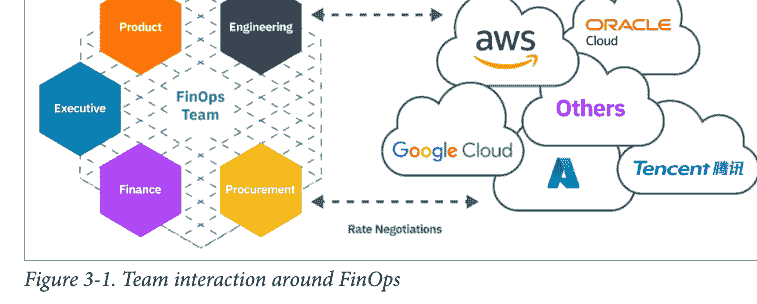 Product
Engineering
aws
ORACLE
Cloud
Executive
FinOps
Team
Others
Google Cloud
Tencent 腾讯
Finance
Procurement
Rate Negotiations
Figure 3-1. Team interaction around FinOps